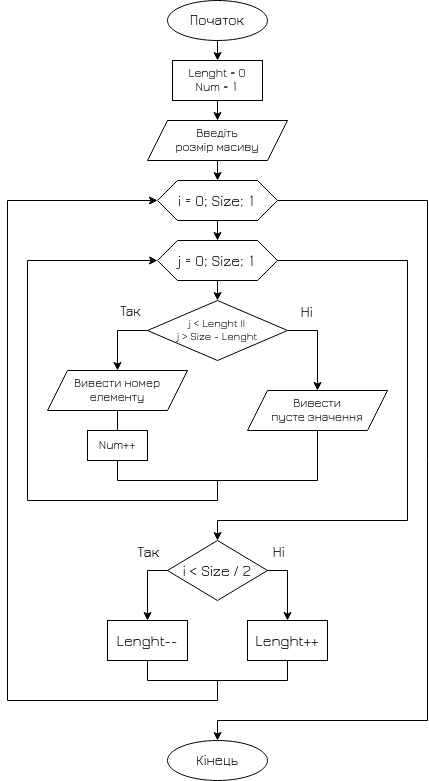 Початок
Lenght = 0
Num = 1
Введіть
розмір масиву
i = 0; Size; 1
j = 0; Size; 1
Так
Ні
j < Lenght II
j > Size - Lenght
Вивести номер
елементу
Вивести
пусте значення
Num++
Так
Ні
i < Size / 2
Lenght--
Lenght++
Кінець